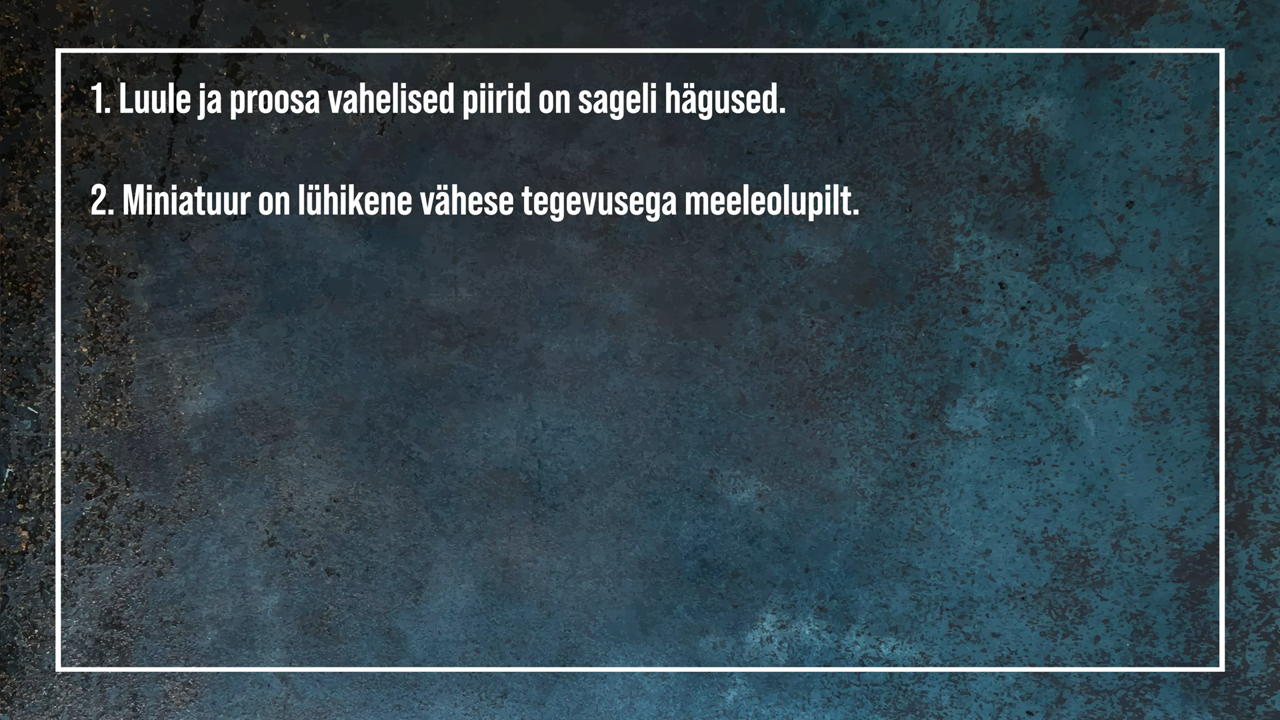 1. Luule ja proosa vahelised piirid on sageli hägused.
2. Miniatuur on lühikene vähese tegevusega meeleolupilt.